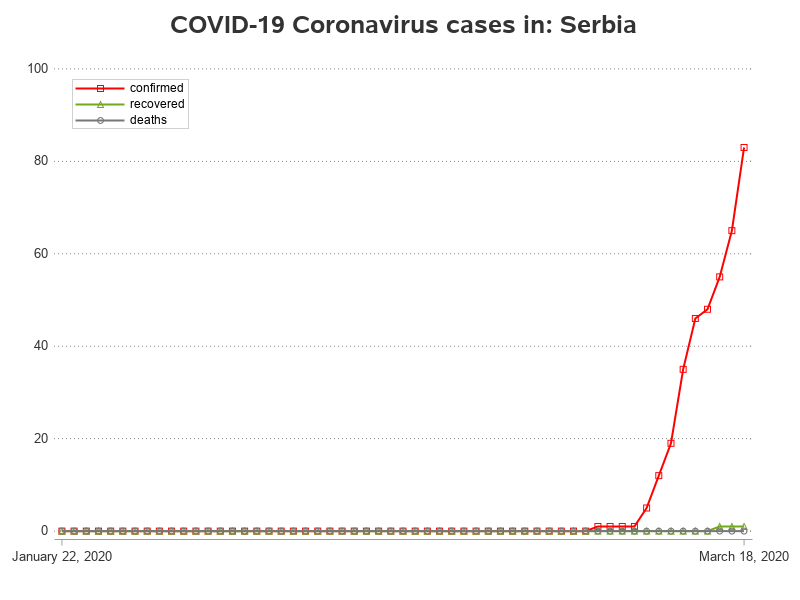 COVID-19 Coronavirus cases in: Serbia
100
confirmed
recovered
deaths
80
60
40
20
0
January 22, 2020
March 18, 2020